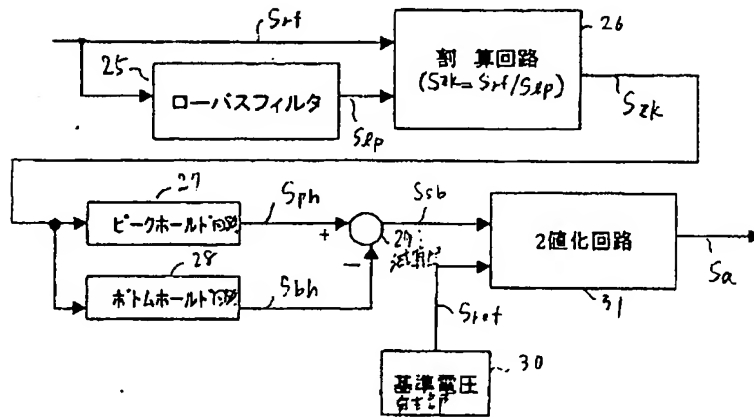 Srf
26
25
割 算回路
(Szk=Srf/Slp)
ローパスフィルタ
Slp
Szk
27
Sph
Ssb
ピークホールド回路
+
29:
減算器
2値化回路
28
−
ボトムホールド回路
Sbh
Sa
31
Sref
30
基準電圧